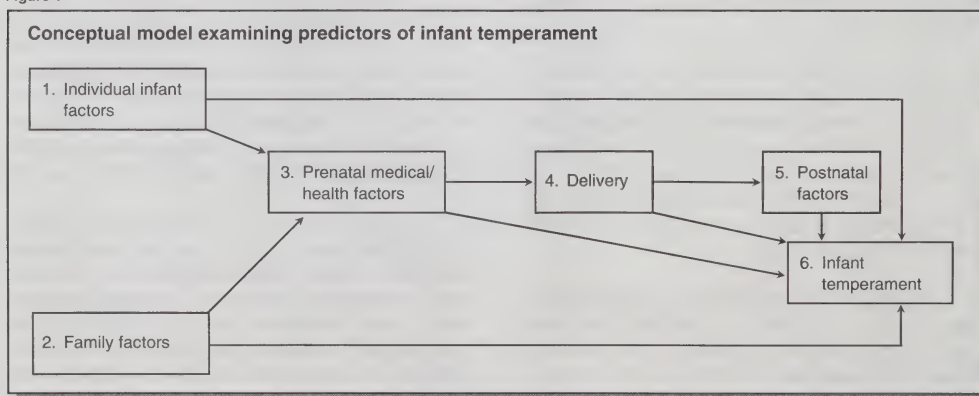 Conceptual model examining predictors of infant temperament
1. Individual infant
factors
3. Prenatal medical/
health factors
4. Delivery
5. Postnatal
factors
6. Infant
temperament
2. Family factors